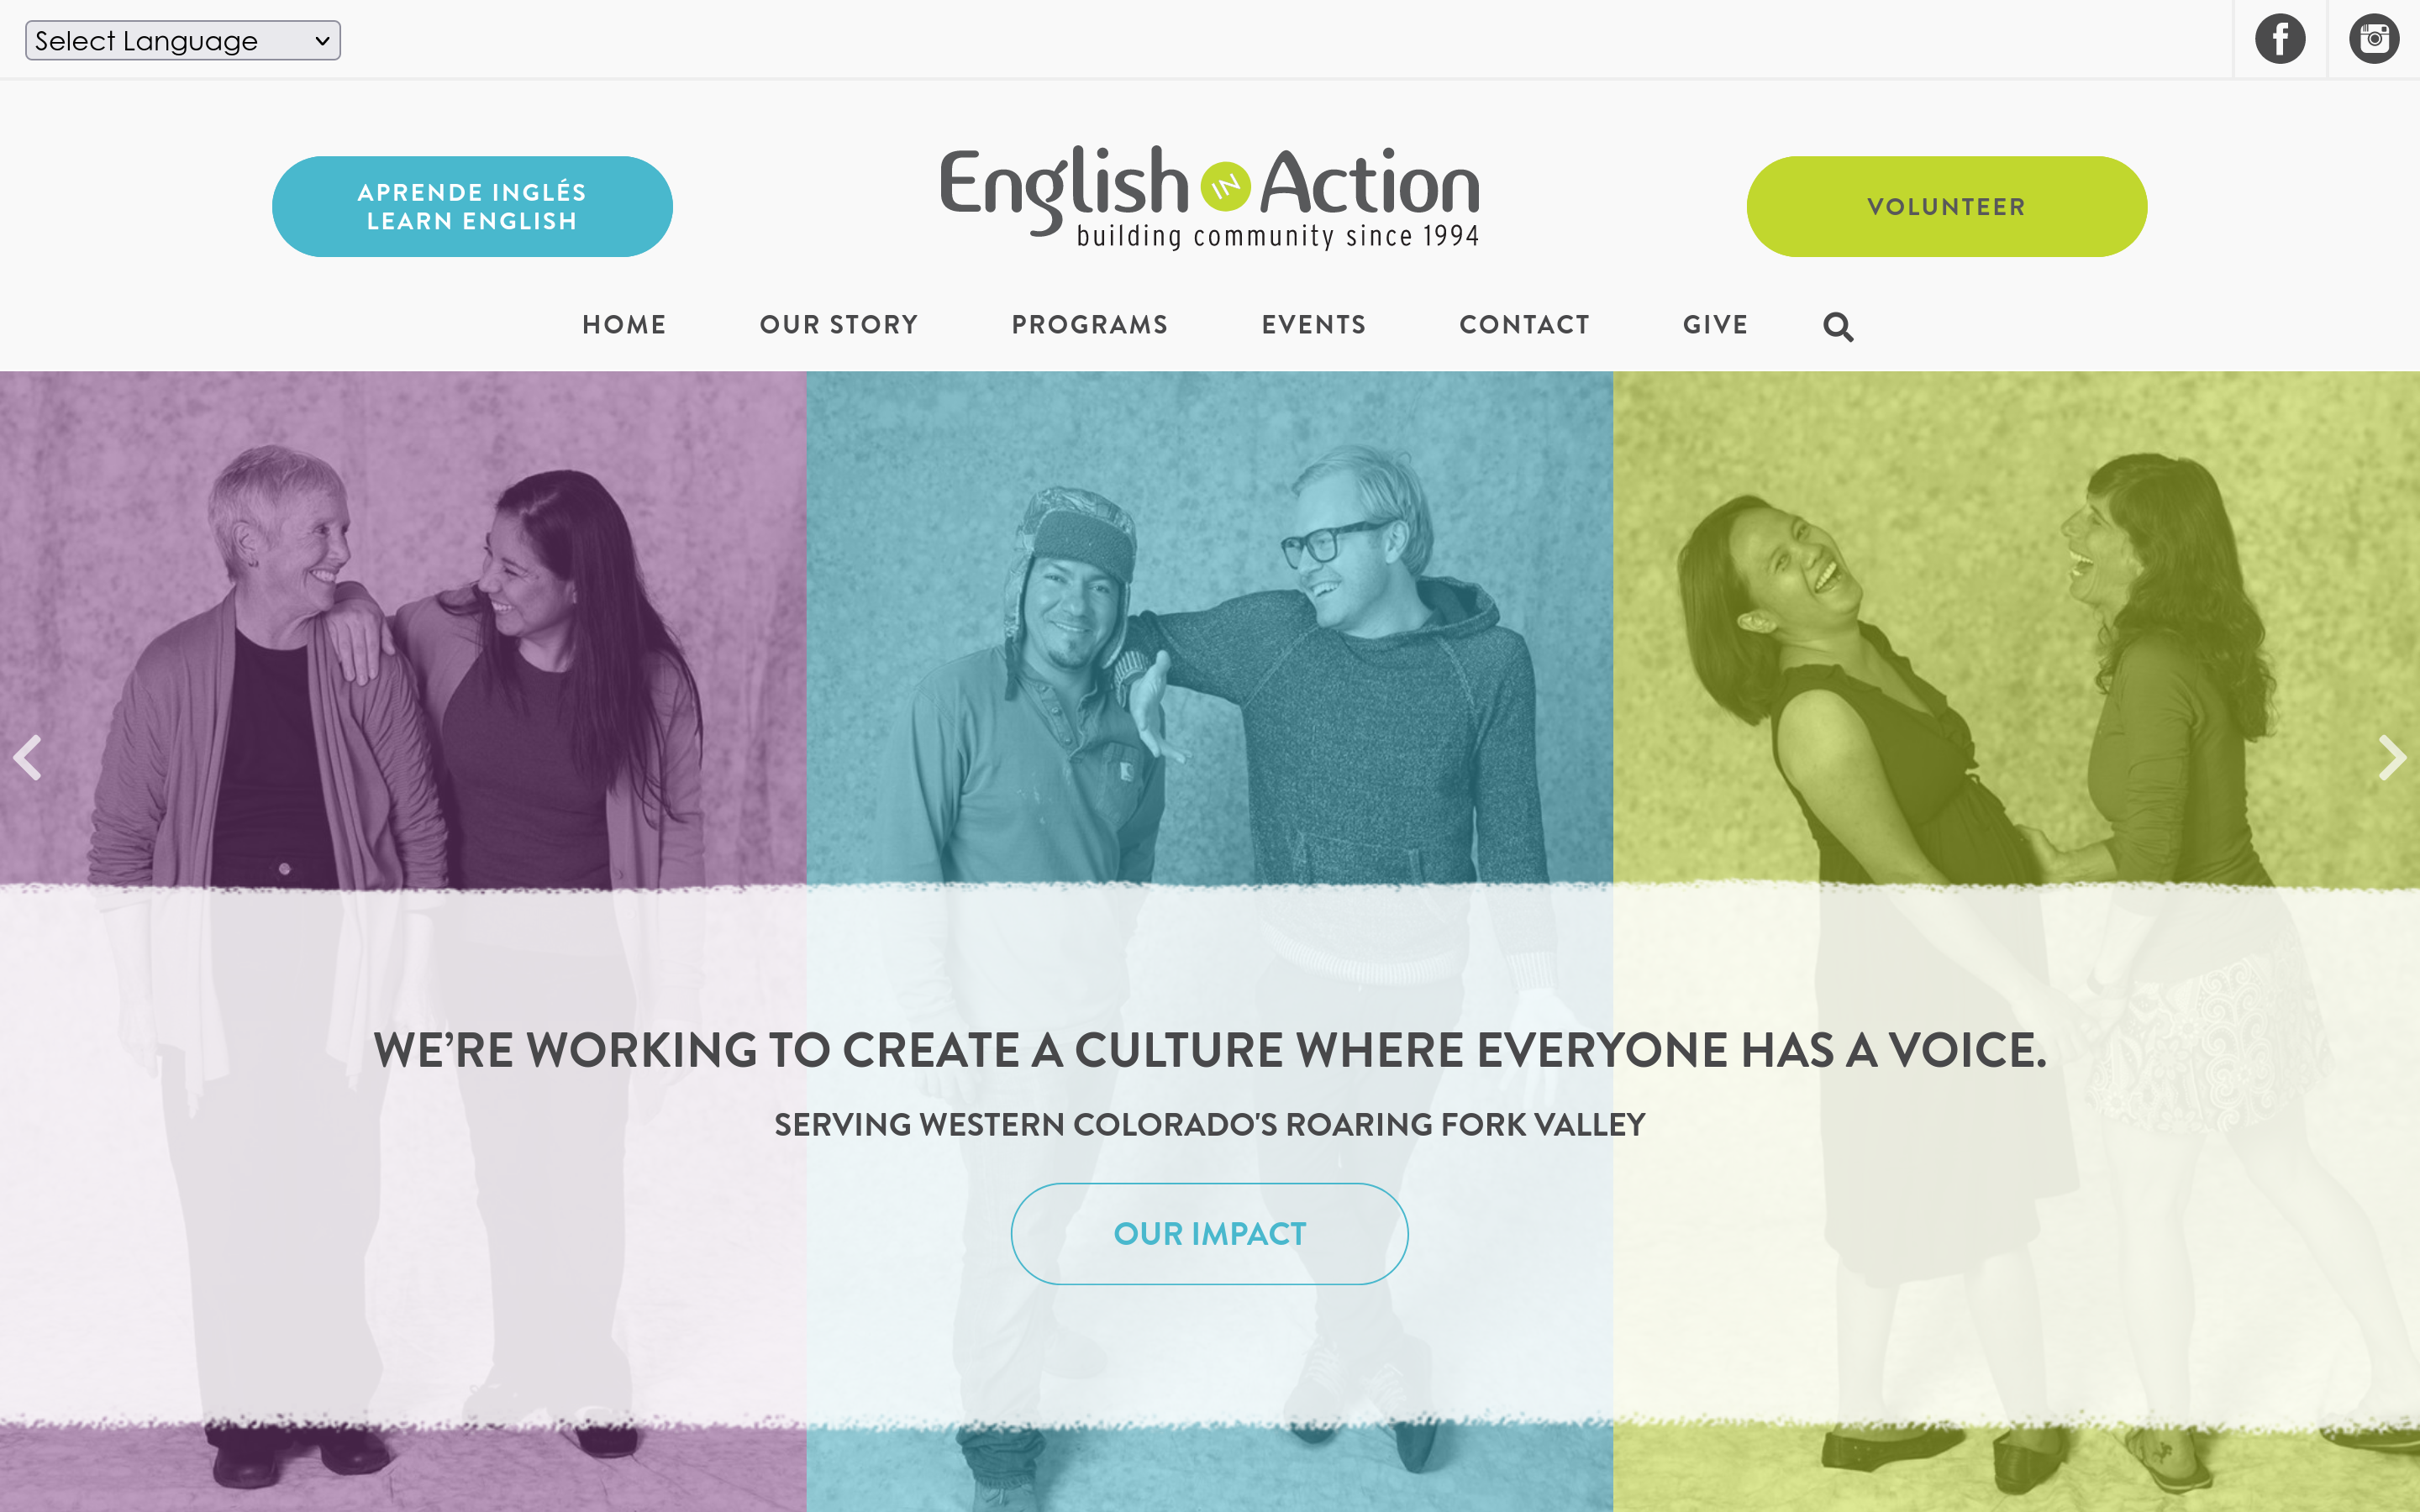 Select Language
APRENDE INGLÉS
LEARN ENGLISH
English IN Action
building community since 1994
VOLUNTEER
HOME
OUR STORY
PROGRAMS
EVENTS
CONTACT
GIVE
WE’RE WORKING TO CREATE A CULTURE WHERE EVERYONE HAS A VOICE.
SERVING WESTERN COLORADO'S ROARING FORK VALLEY
OUR IMPACT